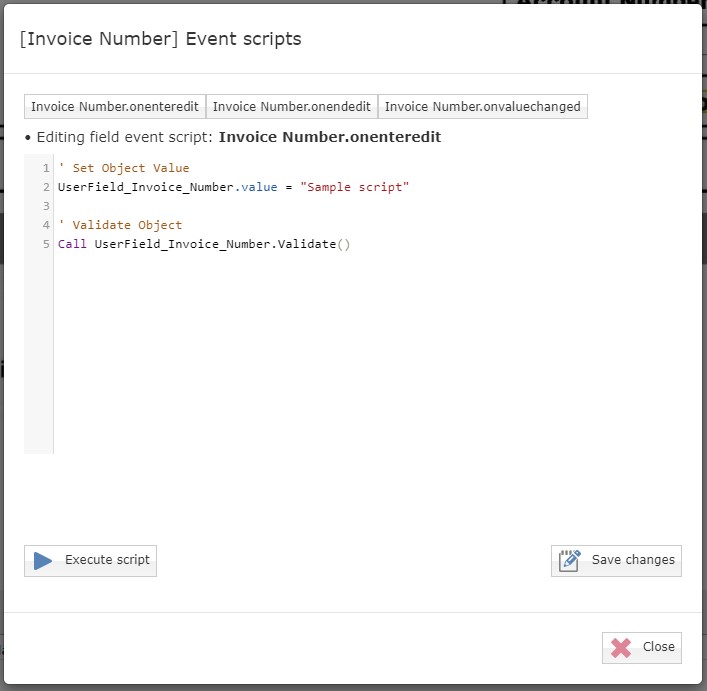 Account Number
[Invoice Number] Event scripts
Invoice Number.onenteredit Invoice Number.onendedit Invoice Number.onvaluechanged
• Editing field event script: Invoice Number.onenteredit
1 ' Set Object Value
2 UserField_Invoice_Number.value = "Sample script"
3
4 ' Validate Object
5 Call UserField_Invoice_Number.Validate()
Execute script Save changes
Close